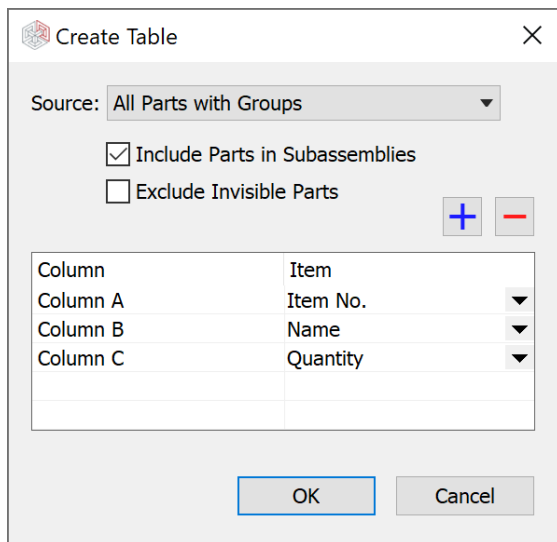 Create Table
Source: All Parts with Groups
Include Parts in Subassemblies
Exclude Invisible Parts
Column Item
Column A Item No.
Column B Name
Column C Quantity
OK Cancel